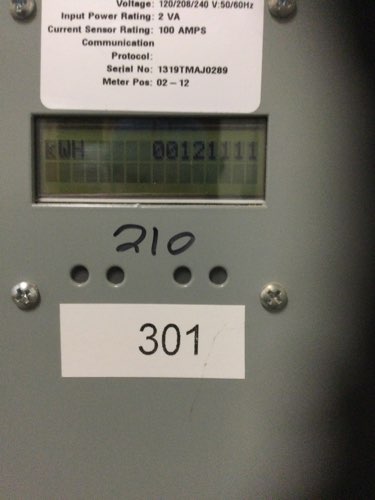 Voltage: 120/208/240 V:50/60Hz
Input Power Rating: 2 VA
Current Sensor Rating: 100 AMPS
Communication
Protocol:
Serial No: 1319TMAJ0289
Meter Pos: 02 – 12
kWH 00121111
210
301